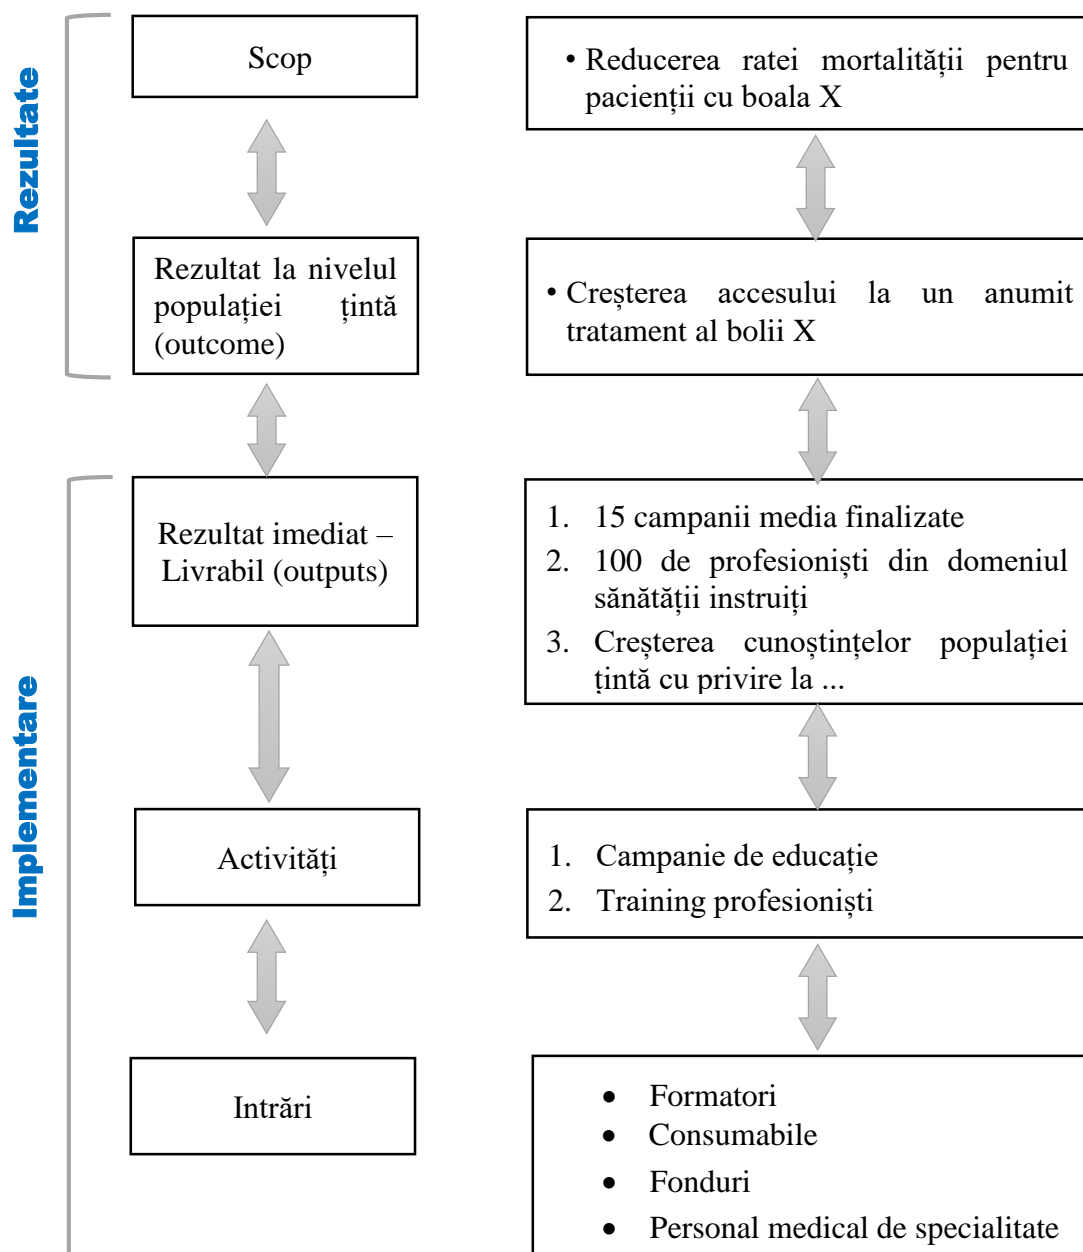 Rezultate
Scop
• Reducerea ratei mortalității pentru
pacienții cu boala X
Rezultat la nivelul
populației țintă
(outcome)
• Creșterea accesului la un anumit
tratament al bolii X
Implementare
Rezultat imediat –
Livrabil (outputs)
1. 15 campanii media finalizate
2. 100 de profesioniști din domeniul
sănătății instruiți
3. Creșterea cunoștințelor populației
țintă cu privire la ...
Activități
1. Campanie de educație
2. Training profesioniști
Intrări
• Formatori
• Consumabile
• Fonduri
• Personal medical de specialitate